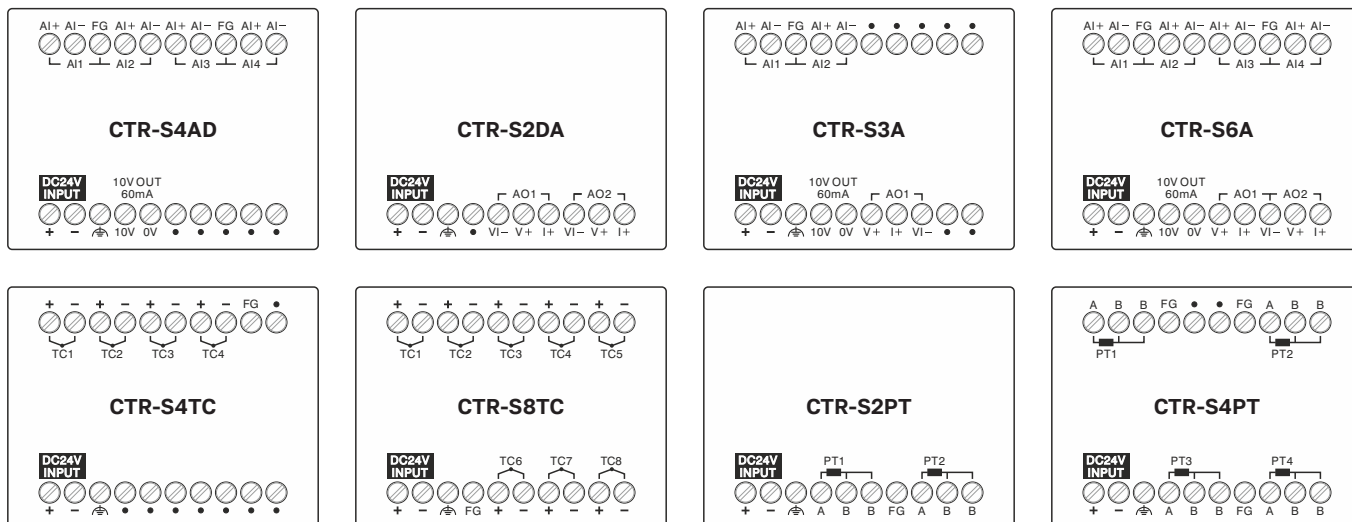 AI+ AI− FG AI+ AI− AI+ AI− FG AI+ AI−
AI1 AI2 AI3 AI4
CTR-S4AD
DC24V
INPUT
10V OUT
60mA
+ − 10V 0V • • • • •
CTR-S2DA
DC24V
INPUT
AO1 AO2
+ − • VI− V+ I+ VI− V+ I+
AI+ AI− FG AI+ AI− • • • • •
AI1 AI2
CTR-S3A
DC24V
INPUT
10V OUT
60mA
AO1
+ − 10V 0V V+ I+ VI− • •
AI+ AI− FG AI+ AI− AI+ AI− FG AI+ AI−
AI1 AI2 AI3 AI4
CTR-S6A
DC24V
INPUT
10V OUT
60mA
AO1 AO2
+ − 10V 0V V+ I+ VI− V+ I+
+ − + − + − + − FG •
TC1 TC2 TC3 TC4
CTR-S4TC
DC24V
INPUT
+ − • • • • • • •
+ − + − + − + − + −
TC1 TC2 TC3 TC4 TC5
CTR-S8TC
DC24V
INPUT
TC6 TC7 TC8
+ − FG + − + − + −
CTR-S2PT
DC24V
INPUT
PT1 PT2
+ − A B B FG A B B
A B B FG • • FG A B B
PT1 PT2
CTR-S4PT
DC24V
INPUT
PT3 PT4
+ − A B B FG A B B